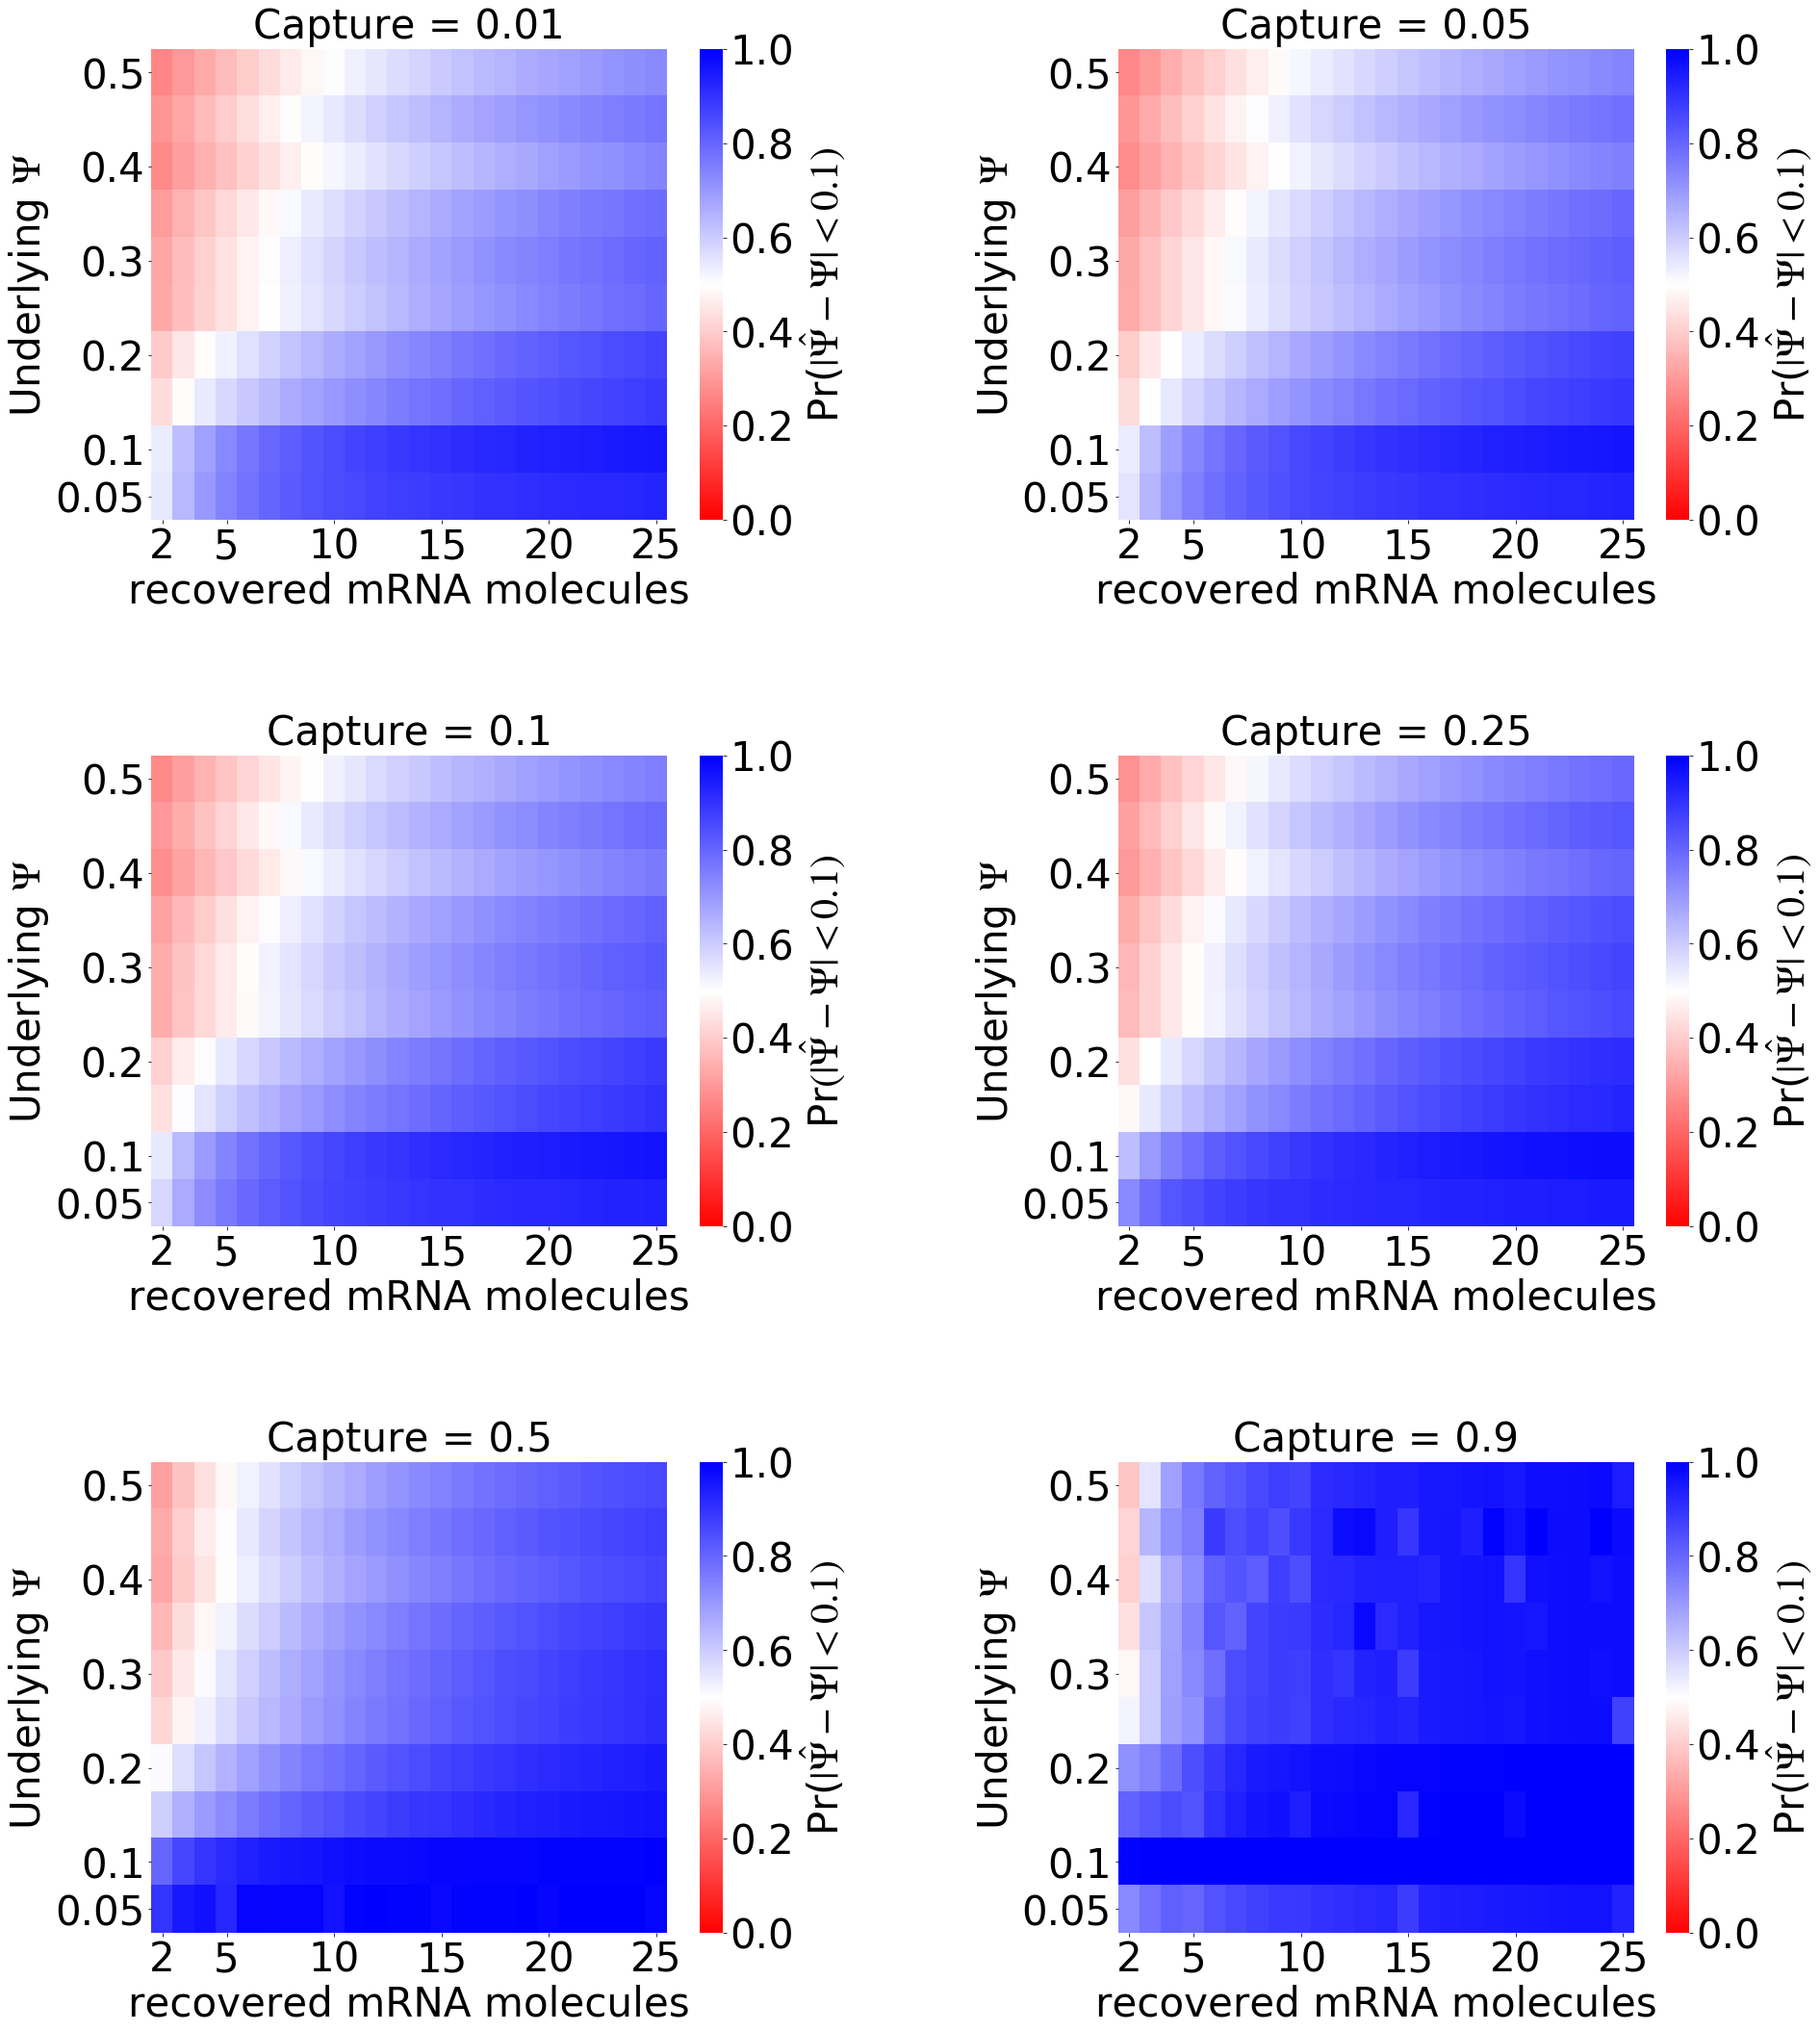 Capture = 0.01
0.5
0.4
0.3
0.2
0.1
0.05
Underlying Ψ
2 5 10 15 20 25
recovered mRNA molecules
1.0
0.8
0.6
0.4
0.2
0.0
Pr(|Ψ̂ − Ψ| < 0.1)
Capture = 0.05
0.5
0.4
0.3
0.2
0.1
0.05
Underlying Ψ
2 5 10 15 20 25
recovered mRNA molecules
1.0
0.8
0.6
0.4
0.2
0.0
Pr(|Ψ̂ − Ψ| < 0.1)
Capture = 0.1
0.5
0.4
0.3
0.2
0.1
0.05
Underlying Ψ
2 5 10 15 20 25
recovered mRNA molecules
1.0
0.8
0.6
0.4
0.2
0.0
Pr(|Ψ̂ − Ψ| < 0.1)
Capture = 0.25
0.5
0.4
0.3
0.2
0.1
0.05
Underlying Ψ
2 5 10 15 20 25
recovered mRNA molecules
1.0
0.8
0.6
0.4
0.2
0.0
Pr(|Ψ̂ − Ψ| < 0.1)
Capture = 0.5
0.5
0.4
0.3
0.2
0.1
0.05
Underlying Ψ
2 5 10 15 20 25
recovered mRNA molecules
1.0
0.8
0.6
0.4
0.2
0.0
Pr(|Ψ̂ − Ψ| < 0.1)
Capture = 0.9
0.5
0.4
0.3
0.2
0.1
0.05
Underlying Ψ
2 5 10 15 20 25
recovered mRNA molecules
1.0
0.8
0.6
0.4
0.2
0.0
Pr(|Ψ̂ − Ψ| < 0.1)